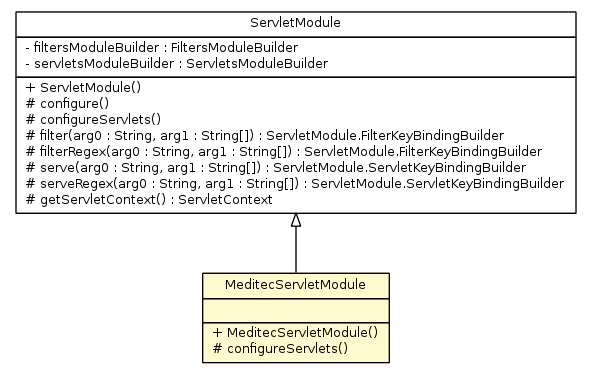 ServletModule
- filtersModuleBuilder : FiltersModuleBuilder
- servletsModuleBuilder : ServletsModuleBuilder
+ ServletModule()
# configure()
# configureServlets()
# filter(arg0 : String, arg1 : String[]) : ServletModule.FilterKeyBindingBuilder
# filterRegex(arg0 : String, arg1 : String[]) : ServletModule.FilterKeyBindingBuilder
# serve(arg0 : String, arg1 : String[]) : ServletModule.ServletKeyBindingBuilder
# serveRegex(arg0 : String, arg1 : String[]) : ServletModule.ServletKeyBindingBuilder
# getServletContext() : ServletContext
MeditecServletModule
+ MeditecServletModule()
# configureServlets()